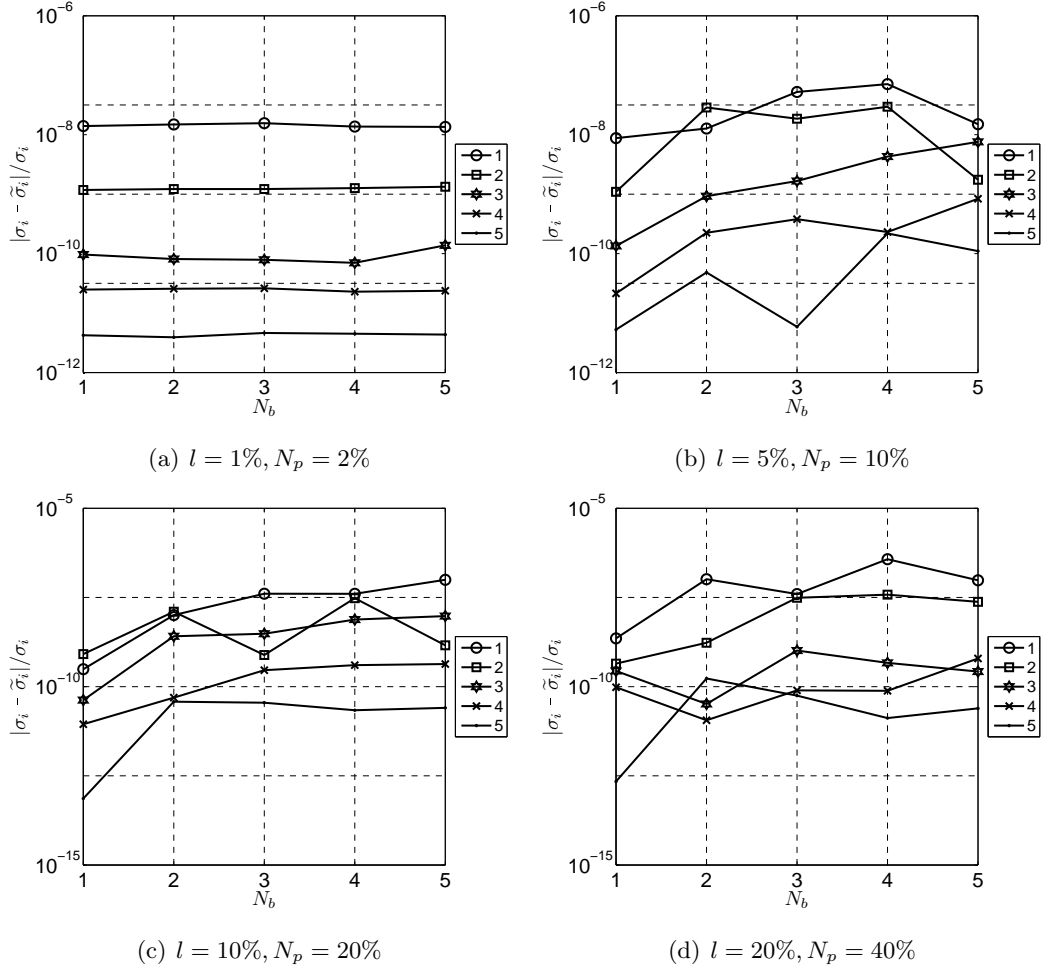 10^−6
10^−8
10^−10
10^−12
|σ_i - σ̃_i|/σ_i
1 2 3 4 5
N_b
1
2
3
4
5
(a) l = 1%, N_p = 2%
10^−6
10^−8
10^−10
10^−12
|σ_i - σ̃_i|/σ_i
1 2 3 4 5
N_b
1
2
3
4
5
(b) l = 5%, N_p = 10%
10^−5
10^−10
10^−15
|σ_i - σ̃_i|/σ_i
1 2 3 4 5
N_b
1
2
3
4
5
(c) l = 10%, N_p = 20%
10^−5
10^−10
10^−15
|σ_i - σ̃_i|/σ_i
1 2 3 4 5
N_b
1
2
3
4
5
(d) l = 20%, N_p = 40%